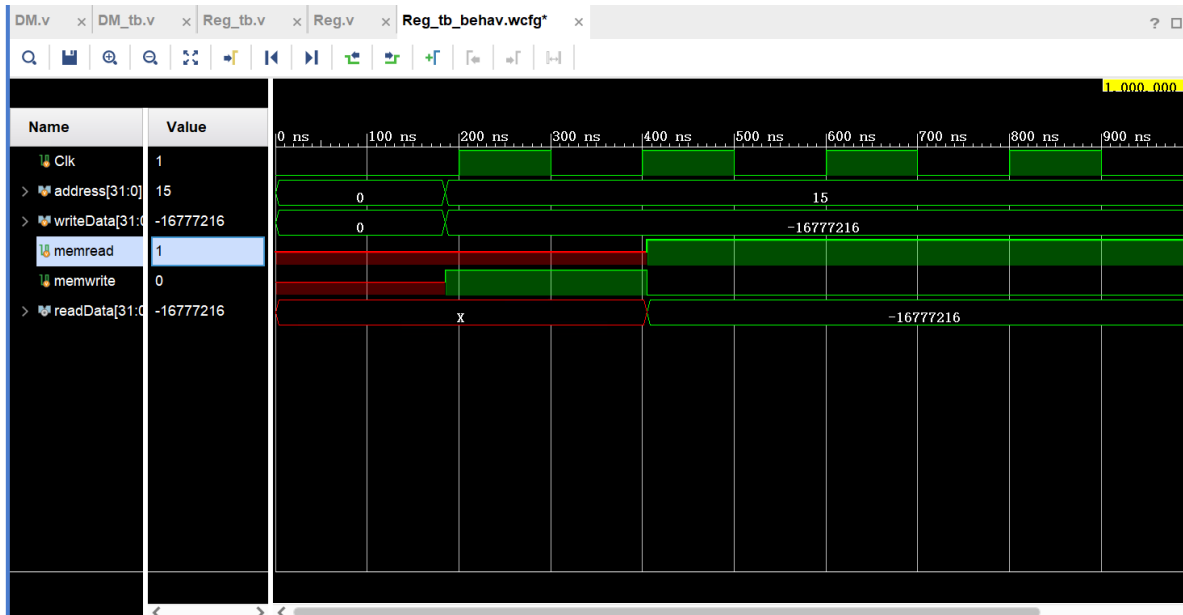 DM.v × DM_tb.v × Reg_tb.v × Reg.v × Reg_tb_behav.wcfg* × ?
1,000,000
Name Value
0 ns 100 ns 200 ns 300 ns 400 ns 500 ns 600 ns 700 ns 800 ns 900 ns
Clk 1
address[31:0] 15 0 15
writeData[31:0 -16777216 0 -16777216
memread 1
memwrite 0
readData[31:0 -16777216 X -16777216